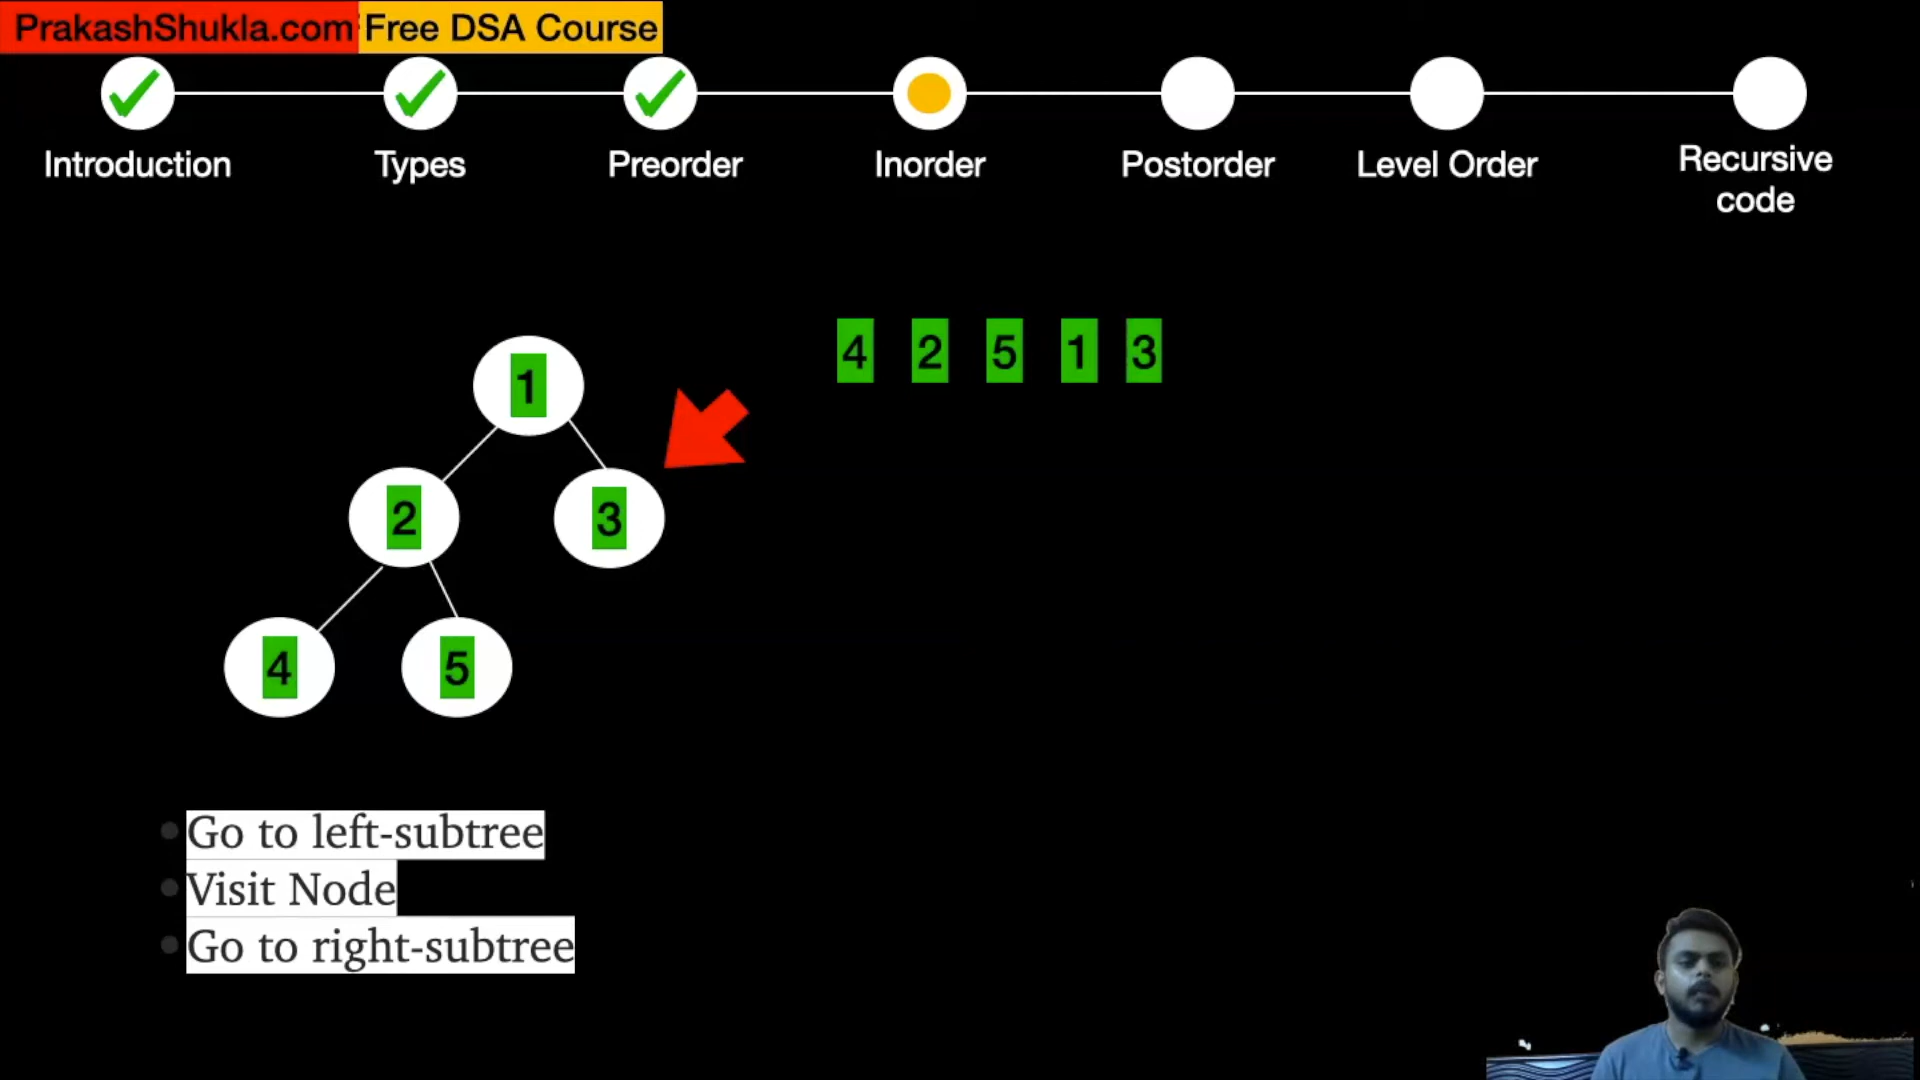 PrakashShukla.com Free DSA Course
Introduction Types Preorder Inorder Postorder Level Order Recursive code
4 2 5 1 3
1
2 3
4 5
Go to left-subtree
Visit Node
Go to right-subtree